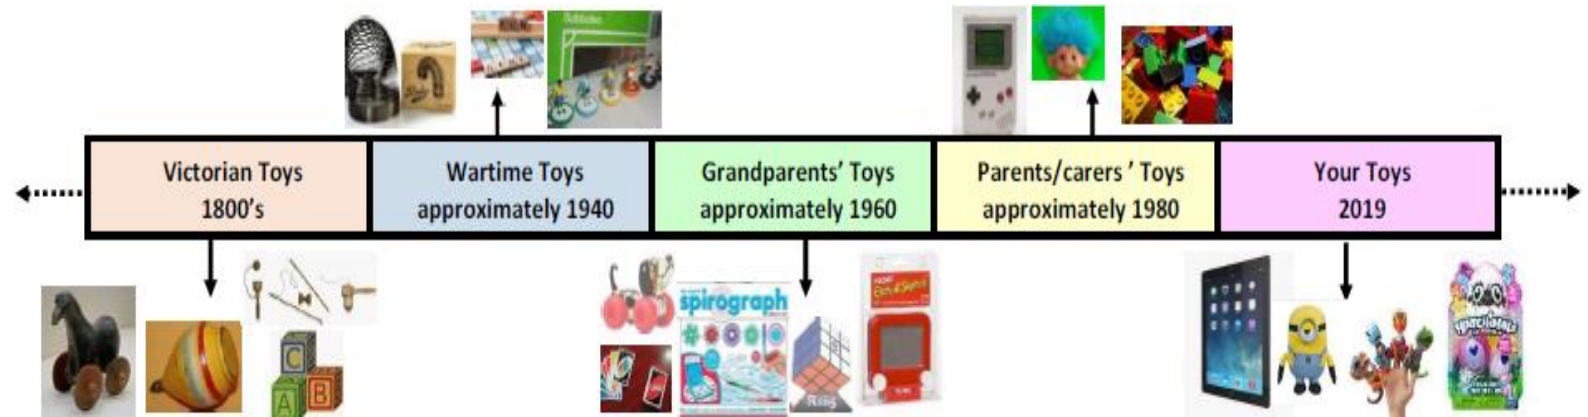 Victorian Toys
1800's
Wartime Toys
approximately 1940
Grandparents' Toys
approximately 1960
Parents/carers ' Toys
approximately 1980
Your Toys
2019
spirograph
C
A
B